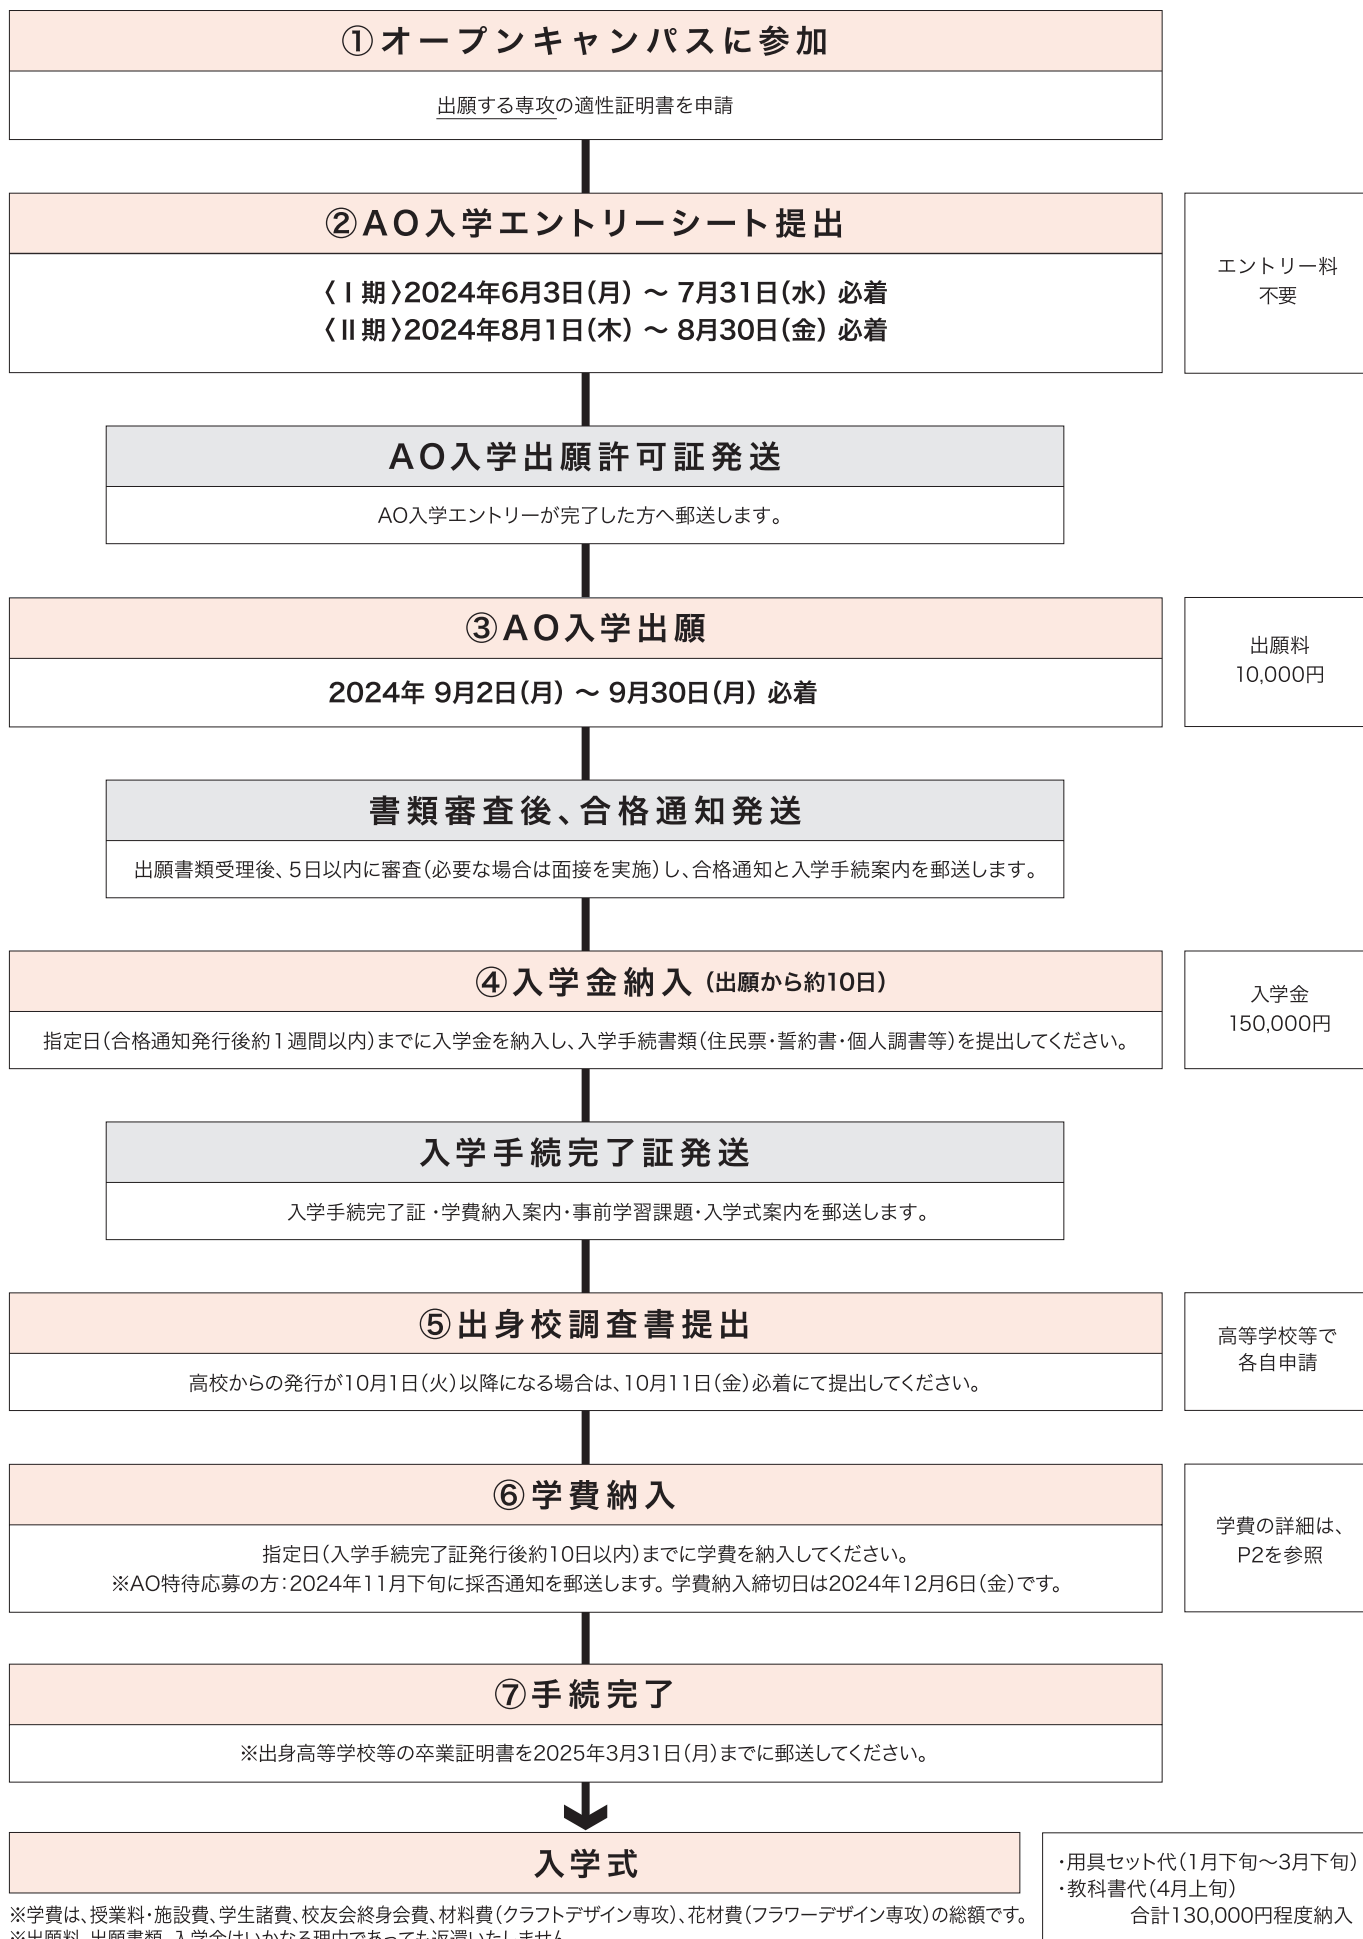 ①オープンキャンパスに参加
出願する専攻の適性証明書を申請
②AO入学エントリーシート提出
〈Ⅰ期〉2024年6月3日(月) ～ 7月31日(水) 必着
〈Ⅱ期〉2024年8月1日(木) ～ 8月30日(金) 必着
エントリー料
不要
AO入学出願許可証発送
AO入学エントリーが完了した方へ郵送します。
③AO入学出願
2024年 9月2日(月) ～ 9月30日(月) 必着
出願料
10,000円
書類審査後、合格通知発送
出願書類受理後、5日以内に審査(必要な場合は面接を実施)し、合格通知と入学手続案内を郵送します。
④入学金納入 (出願から約10日)
指定日(合格通知発行後約1週間以内)までに入学金を納入し、入学手続書類(住民票・誓約書・個人調書等)を提出してください。
入学金
150,000円
入学手続完了証発送
入学手続完了証・学費納入案内・事前学習課題・入学式案内を郵送します。
⑤出身校調査書提出
高校からの発行が10月1日(火)以降になる場合は、10月11日(金)必着にて提出してください。
高等学校等で
各自申請
⑥学費納入
指定日(入学手続完了証発行後約10日以内)までに学費を納入してください。
※AO特待応募の方：2024年11月下旬に採否通知を郵送します。学費納入締切日は2024年12月6日(金)です。
学費の詳細は、
P2を参照
⑦手続完了
※出身高等学校等の卒業証明書を2025年3月31日(月)までに郵送してください。
入学式
・用具セット代(1月下旬～3月下旬)
・教科書代(4月上旬)
合計130,000円程度納入
※学費は、授業料・施設費、学生諸費、校友会終身会費、材料費(クラフトデザイン専攻)、花材費(フラワーデザイン専攻)の総額です。
※出願料、出願書類、入学金はいかなる理由であっても返還いたしません